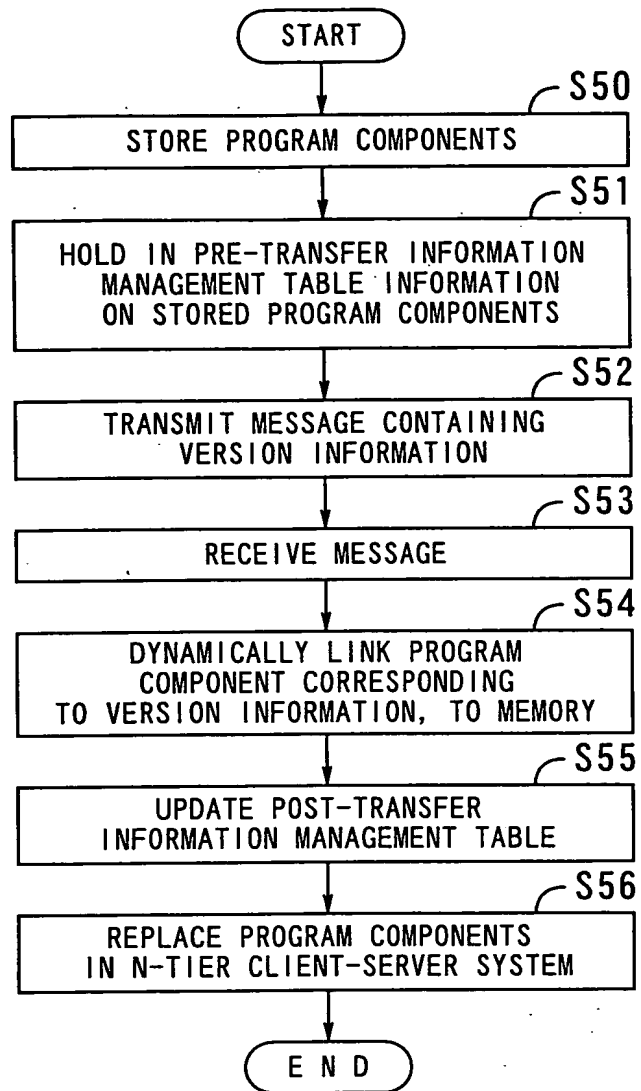 START
S50
STORE PROGRAM COMPONENTS
S51
HOLD IN PRE-TRANSFER INFORMATION
MANAGEMENT TABLE INFORMATION
ON STORED PROGRAM COMPONENTS
S52
TRANSMIT MESSAGE CONTAINING
VERSION INFORMATION
S53
RECEIVE MESSAGE
S54
DYNAMICALLY LINK PROGRAM
COMPONENT CORRESPONDING
TO VERSION INFORMATION, TO MEMORY
S55
UPDATE POST-TRANSFER
INFORMATION MANAGEMENT TABLE
S56
REPLACE PROGRAM COMPONENTS
IN N-TIER CLIENT-SERVER SYSTEM
END